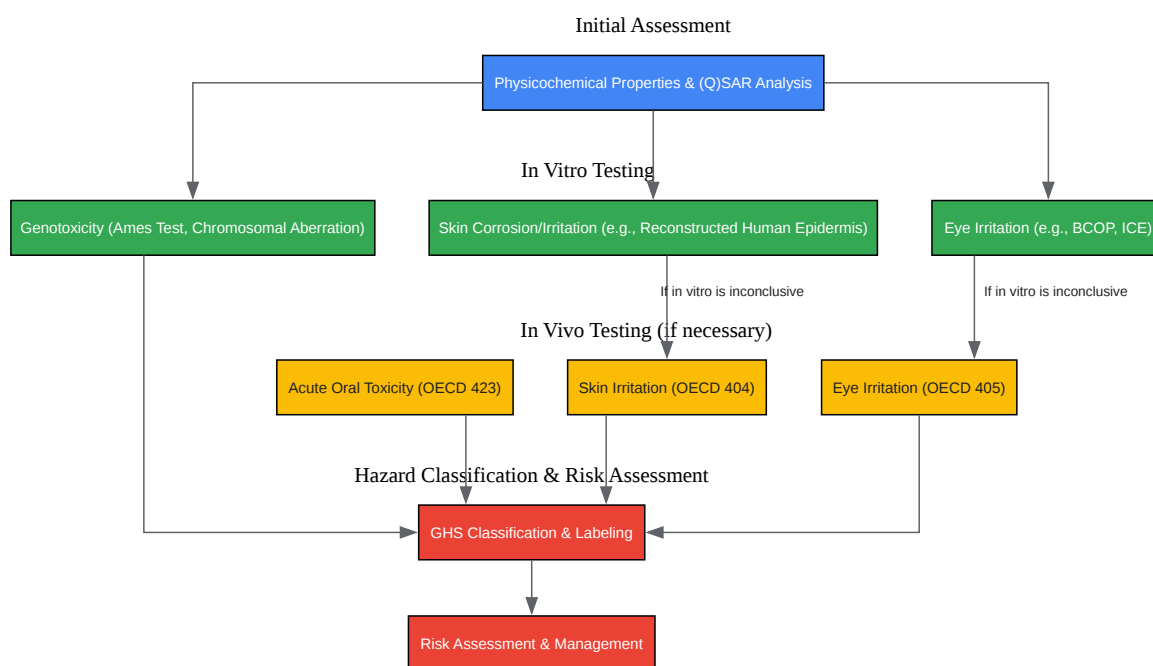 Initial Assessment
Physicochemical Properties & (Q)SAR Analysis
In Vitro Testing
Genotoxicity (Ames Test, Chromosomal Aberration)
Skin Corrosion/Irritation (e.g., Reconstructed Human Epidermis)
Eye Irritation (e.g., BCOP, ICE)
If in vitro is inconclusive
If in vitro is inconclusive
In Vivo Testing (if necessary)
Acute Oral Toxicity (OECD 423)
Skin Irritation (OECD 404)
Eye Irritation (OECD 405)
Hazard Classification & Risk Assessment
GHS Classification & Labeling
Risk Assessment & Management